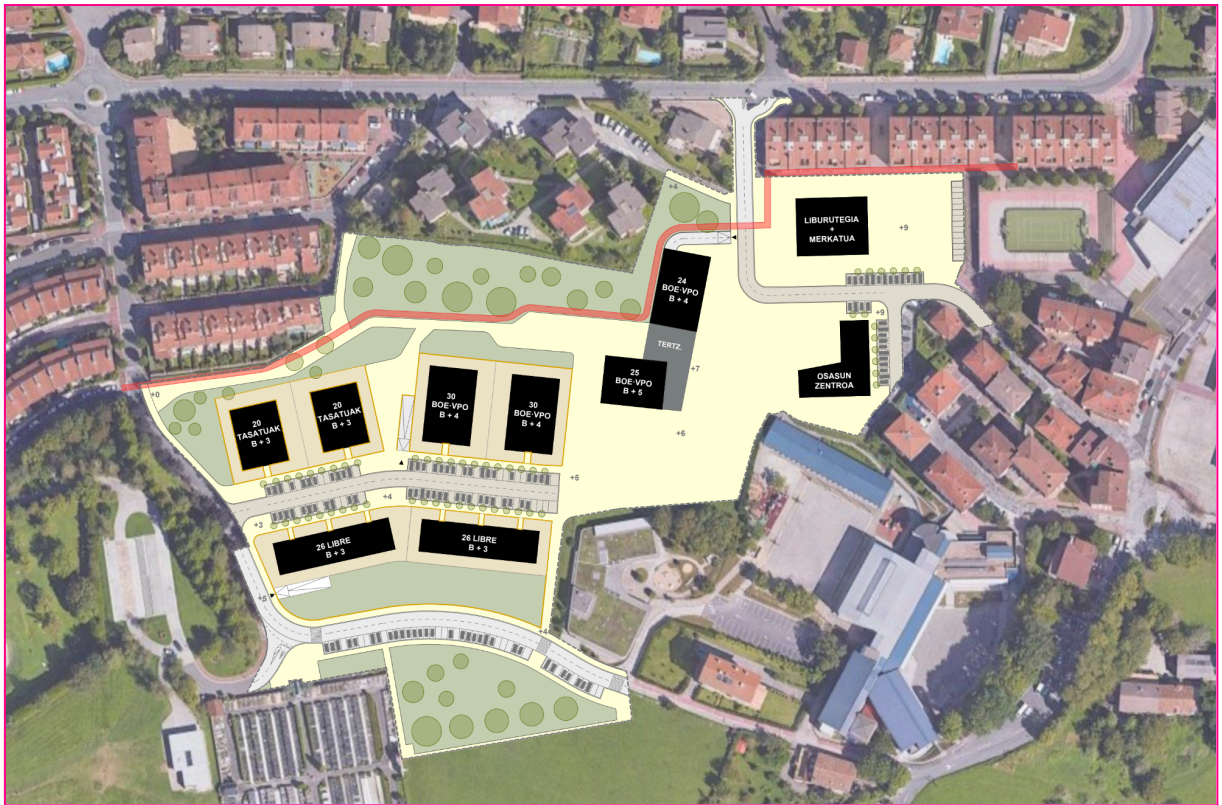 +4
LIBURUTEGIA
+
MERKATUA
+9
24
BOE·VPO
B + 4
+9
TERTZ.
+7
25
BOE·VPO
B + 5
OSASUN
ZENTROA
+0
20
TASATUAK
B + 3
20
TASATUAK
B + 3
30
BOE·VPO
B + 4
30
BOE·VPO
B + 4
+6
+5
+4
+3
26 LIBRE
B + 3
26 LIBRE
B + 3
+5
+4